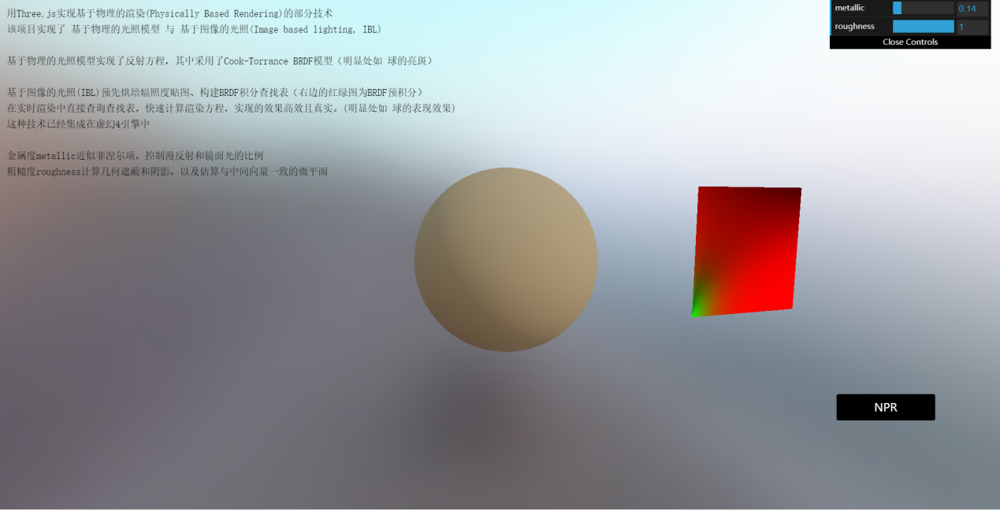 用Three.js实现基于物理的渲染(Physically Based Rendering)的部分技术
该项目实现了 基于物理的光照模型 与 基于图像的光照(Image based lighting, IBL)
基于物理的光照模型实现了反射方程，其中采用了Cook-Torrance BRDF模型（明显处如 球的亮斑）
基于图像的光照(IBL)预先烘培辐照度贴图、构建BRDF积分查找表（右边的红绿图为BRDF预积分）
在实时渲染中直接查询查找表，快速计算渲染方程，实现的效果高效且真实。(明显处如 球的表现效果)
这种技术已经集成在虚幻4引擎中
金属度metallic近似菲涅尔项，控制漫反射和镜面光的比例
粗糙度roughness计算几何遮蔽和阴影，以及估算与中间向量一致的微平面
metallic 0.14
roughness 1
Close Controls
NPR